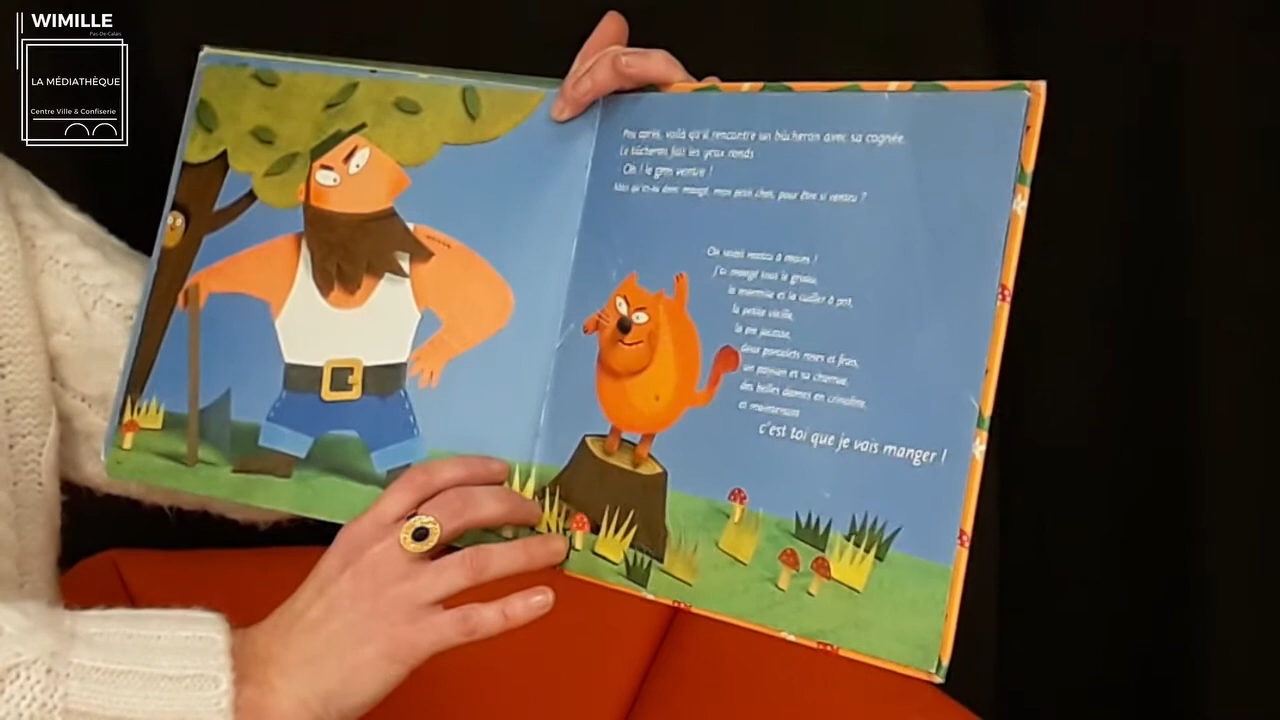 WIMILLE
Pas-De-Calais
LA MÉDIATHÈQUE
Centre Ville & Confiserie
Peu après, voilà qu'il rencontre un bûcheron avec sa cognée.
Le bûcheron fait les yeux ronds
Oh ! le gros ventre !
Mais qu'as-tu donc mangé, mon petit chat, pour être si ventru ?
j'ai mangé tout le gruau,
la marmite et la cuiller à pot,
la petite vieille,
la pie jacasse,
deux porcelets roses et gras,
un paysan et sa charrue,
des belles dames en crinoline,
et maintenant
c'est toi que je vais manger !